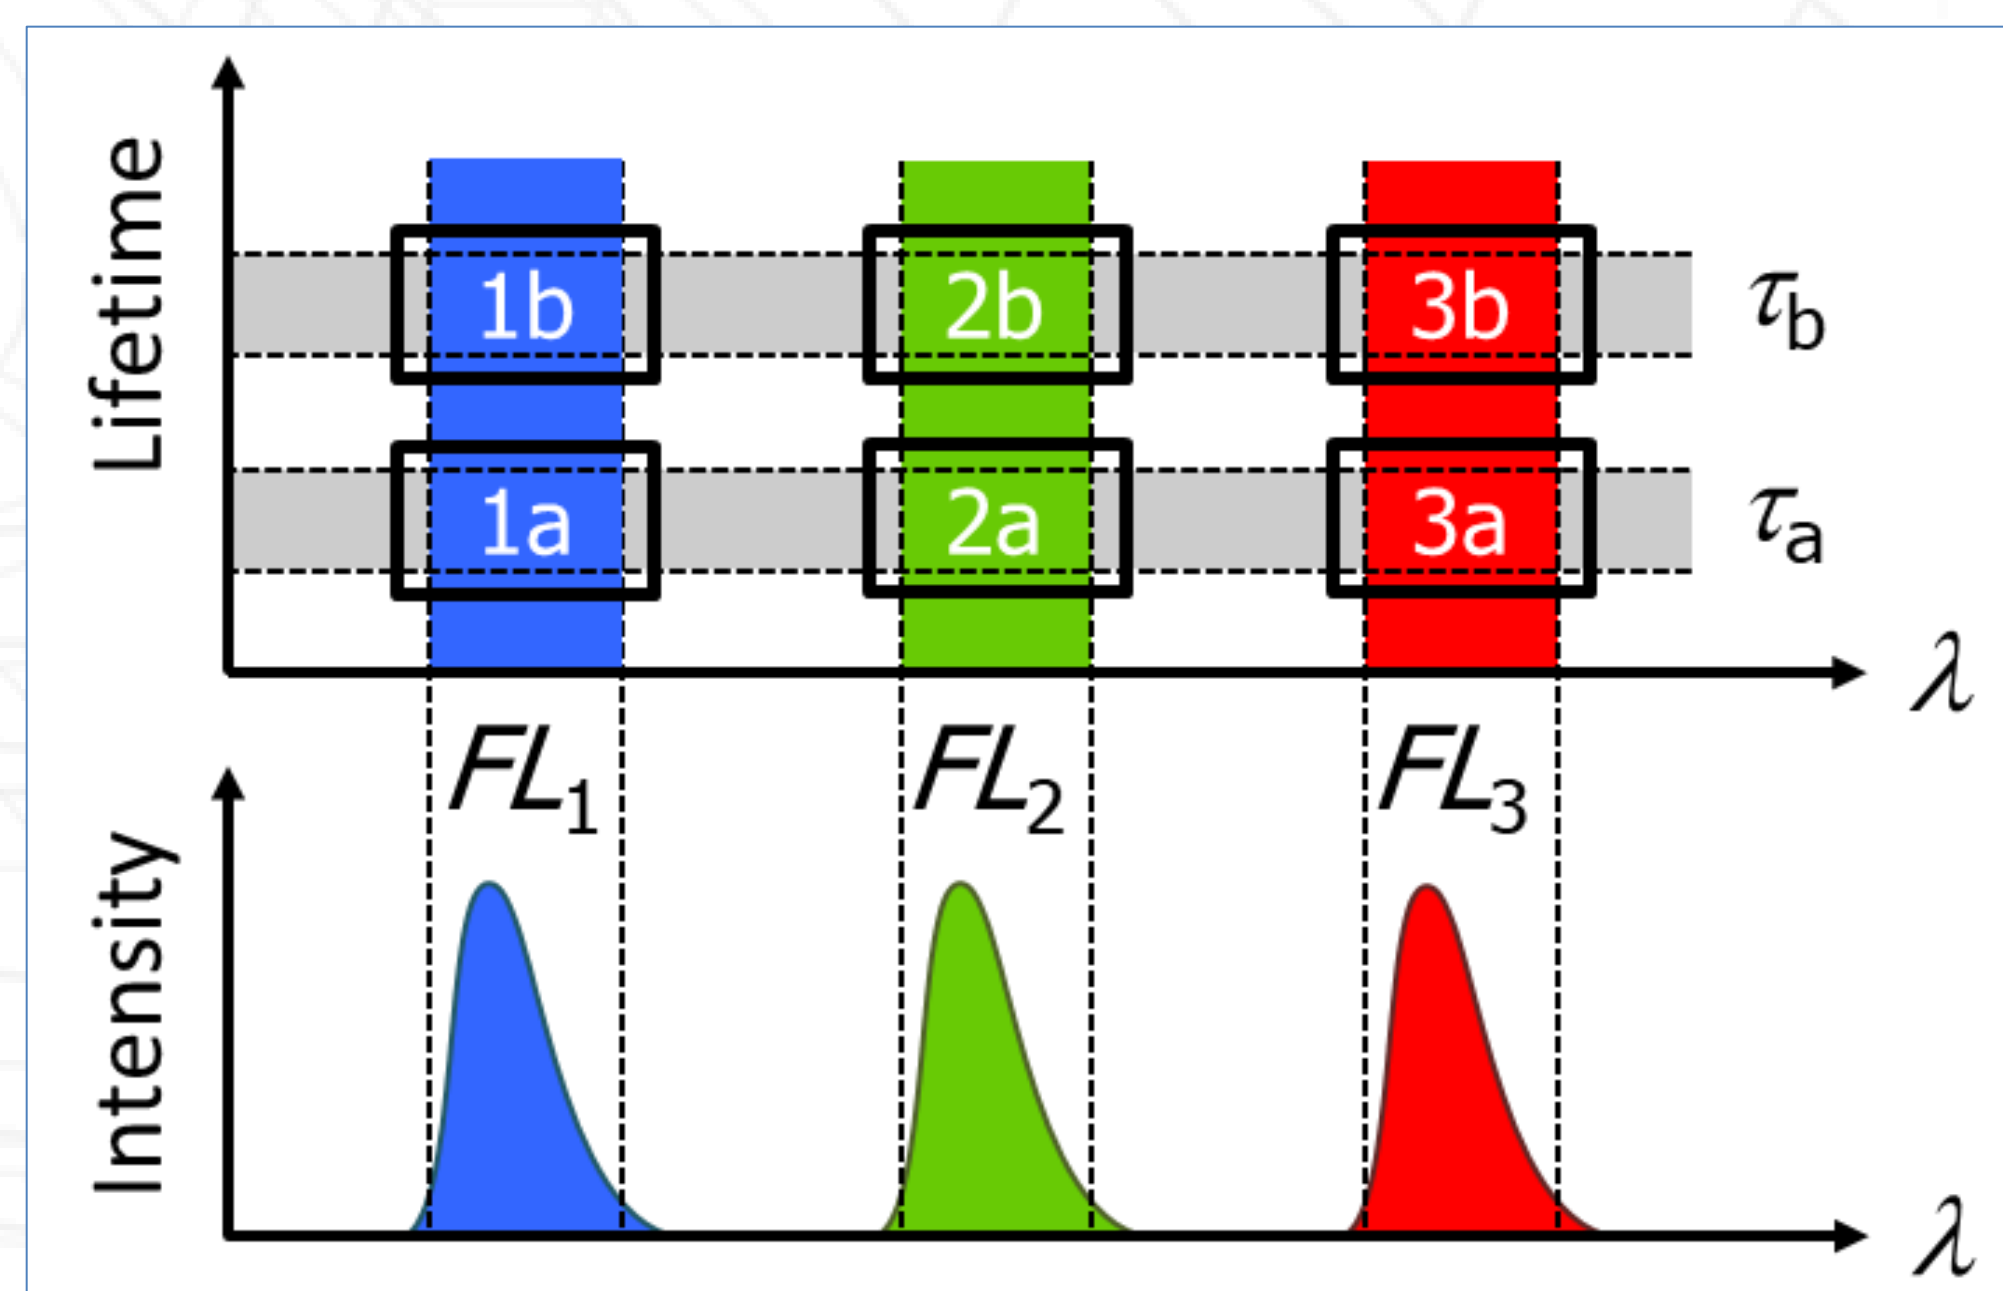 Lifetime
1b 2b 3b τb
1a 2a 3a τa
λ
FL1 FL2 FL3
Intensity
λ